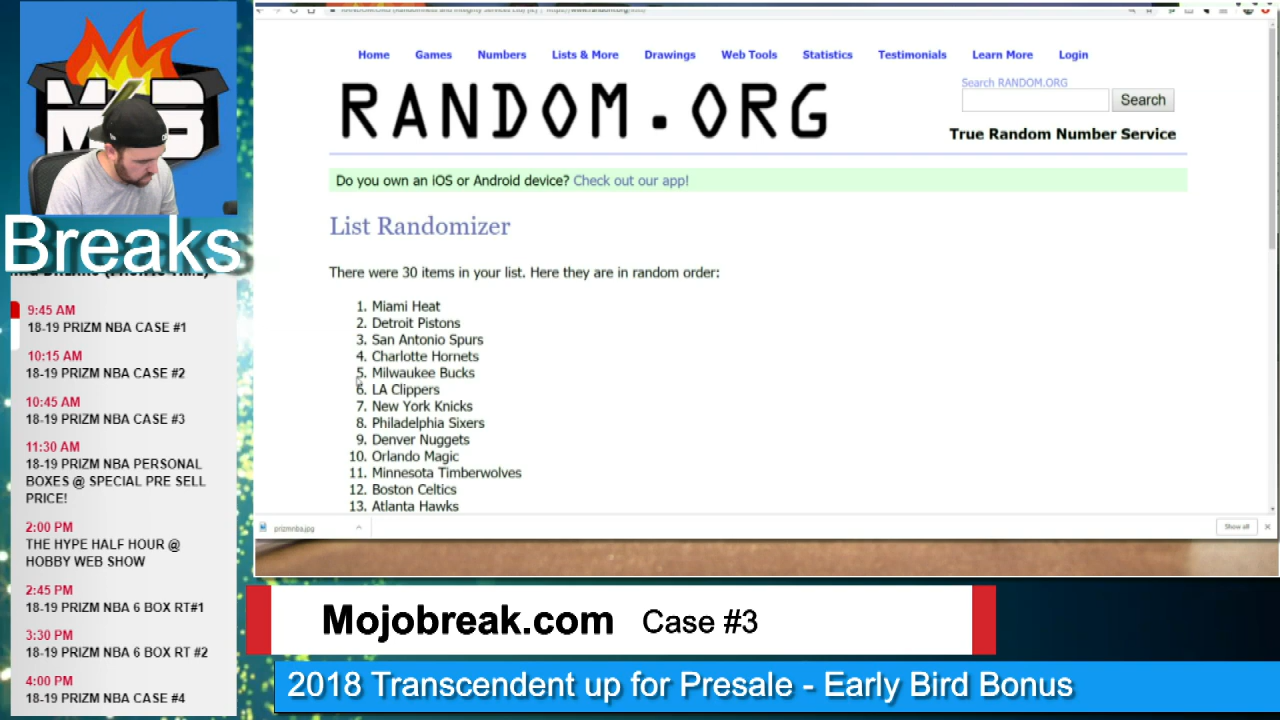 Home Games Numbers Lists & More Drawings Web Tools Statistics Testimonials Learn More Login
RANDOM.ORG
Search RANDOM.ORG
Search
True Random Number Service
Do you own an iOS or Android device? Check out our app!
List Randomizer
There were 30 items in your list. Here they are in random order:
1. Miami Heat
2. Detroit Pistons
3. San Antonio Spurs
4. Charlotte Hornets
5. Milwaukee Bucks
6. LA Clippers
7. New York Knicks
8. Philadelphia Sixers
9. Denver Nuggets
10. Orlando Magic
11. Minnesota Timberwolves
12. Boston Celtics
13. Atlanta Hawks
prizmnba.jpg
Show all
Breaks
9:45 AM
18-19 PRIZM NBA CASE #1
10:15 AM
18-19 PRIZM NBA CASE #2
10:45 AM
18-19 PRIZM NBA CASE #3
11:30 AM
18-19 PRIZM NBA PERSONAL
BOXES @ SPECIAL PRE SELL
PRICE!
2:00 PM
THE HYPE HALF HOUR @
HOBBY WEB SHOW
2:45 PM
18-19 PRIZM NBA 6 BOX RT#1
3:30 PM
18-19 PRIZM NBA 6 BOX RT #2
4:00 PM
18-19 PRIZM NBA CASE #4
Mojobreak.com Case #3
2018 Transcendent up for Presale - Early Bird Bonus